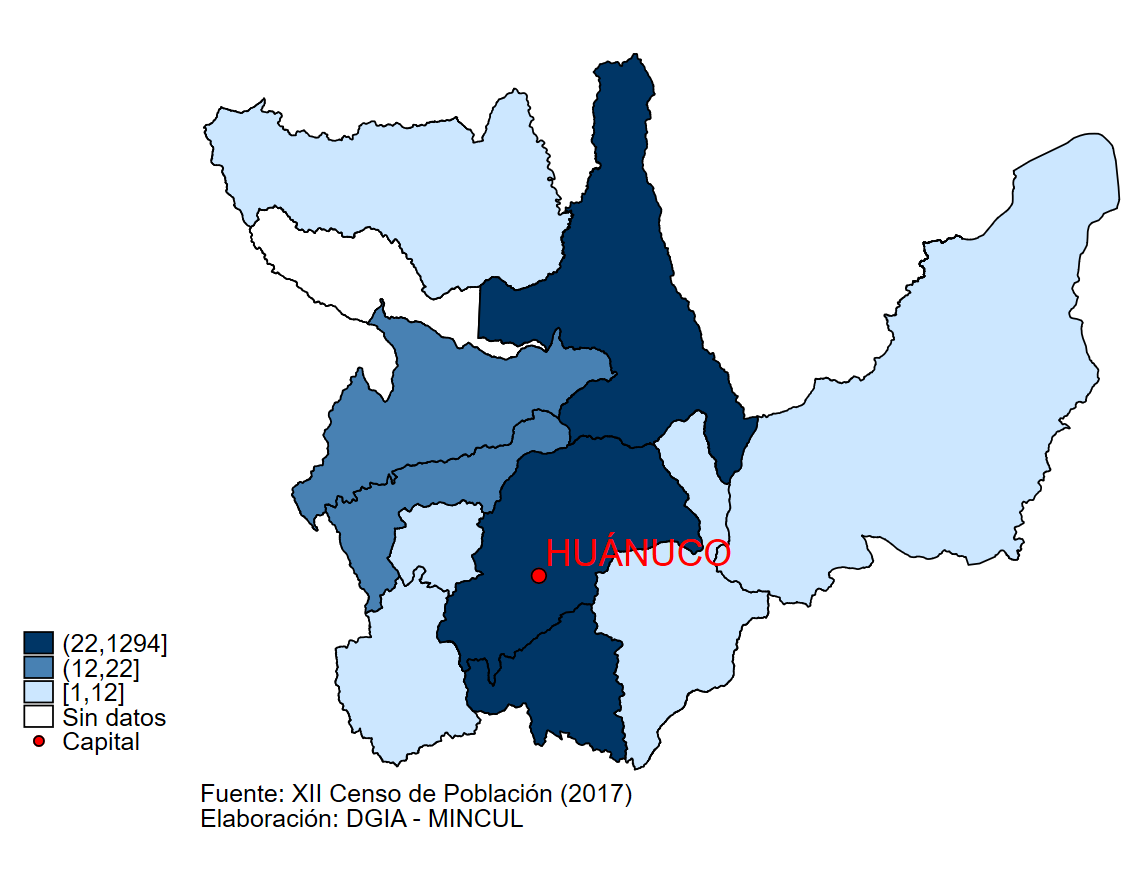 HUÁNUCO
(22,1294]
(12,22]
[1,12]
Sin datos
Capital
Fuente: XII Censo de Población (2017)
Elaboración: DGIA - MINCUL